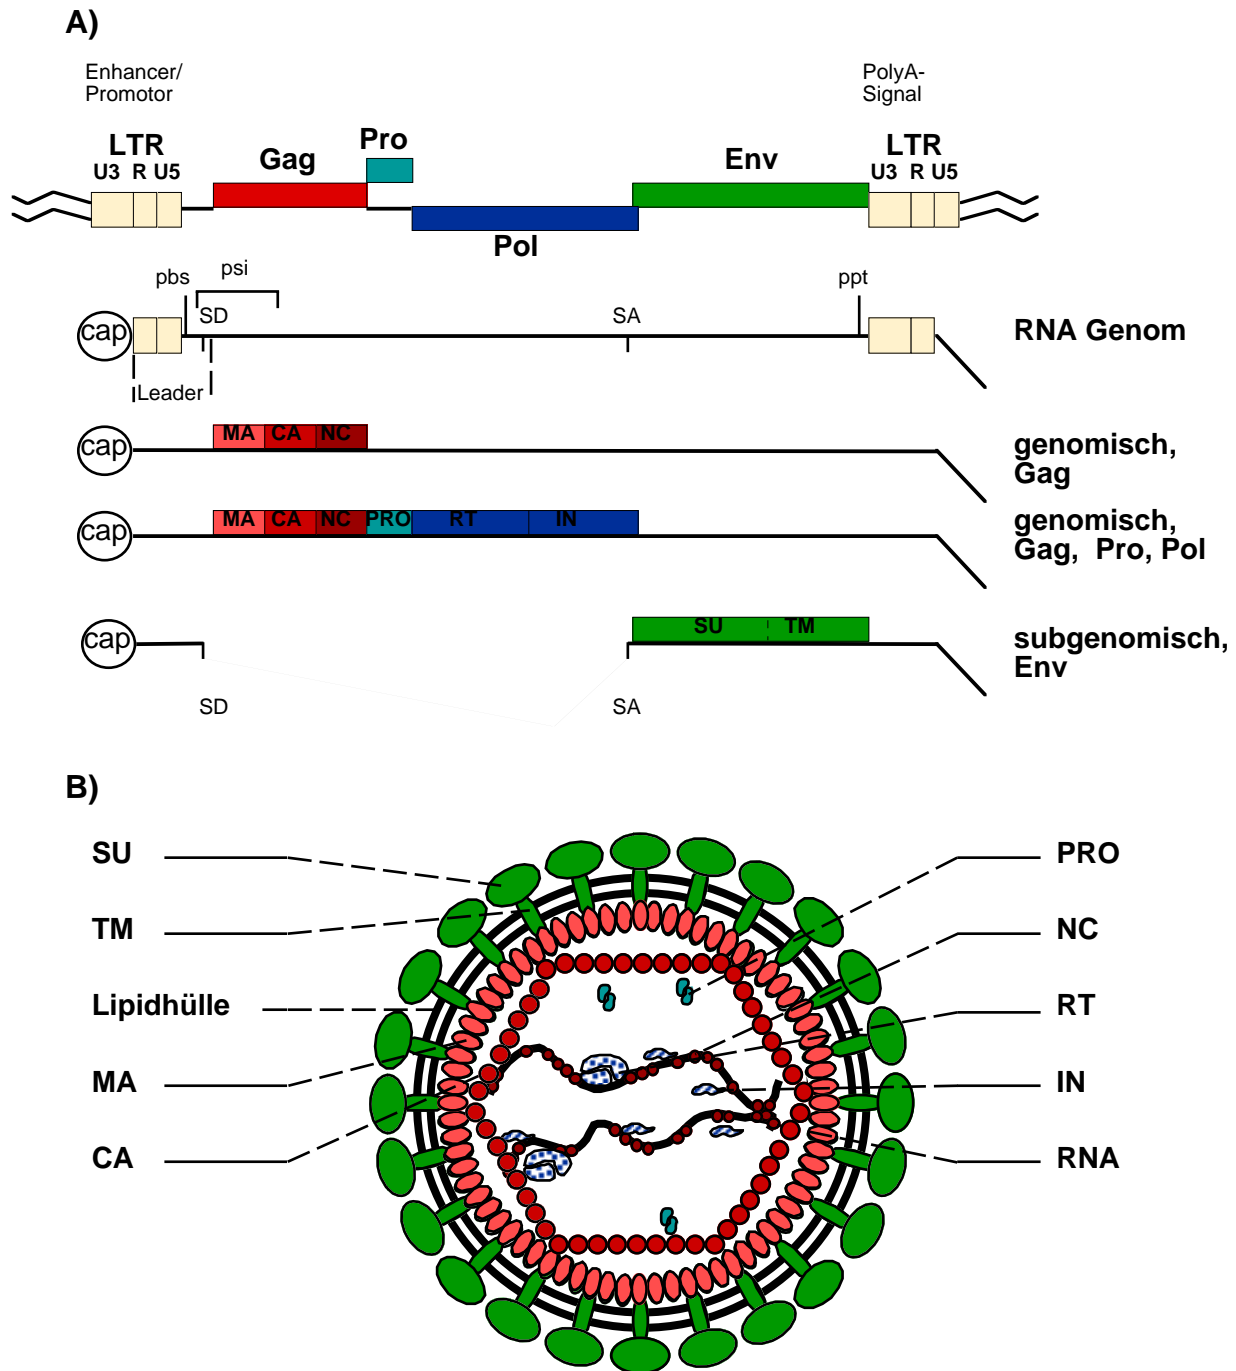 A)
Enhancer/
Promotor
PolyA-
Signal
LTR
Pro
Gag
Env
LTR
U3 R U5
U3 R U5
Pol
pbs
psi
ppt
cap
SD
SA
RNA Genom
Leader
cap
MA CA NC
genomisch,
Gag
cap
MA CA NC PRO RT IN
genomisch,
Gag, Pro, Pol
cap
SU TM
subgenomisch,
Env
SD
SA
B)
SU
PRO
TM
NC
Lipidhülle
RT
MA
IN
CA
RNA